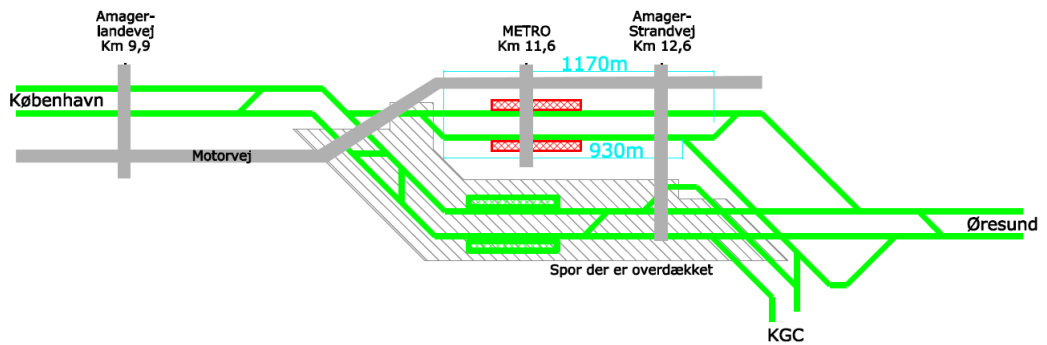 Amager-
landevej
Km 9,9
METRO
Km 11,6
Amager-
Strandvej
Km 12,6
1170m
København
Motorvej
930m
Øresund
Spor der er overdækket
KGC